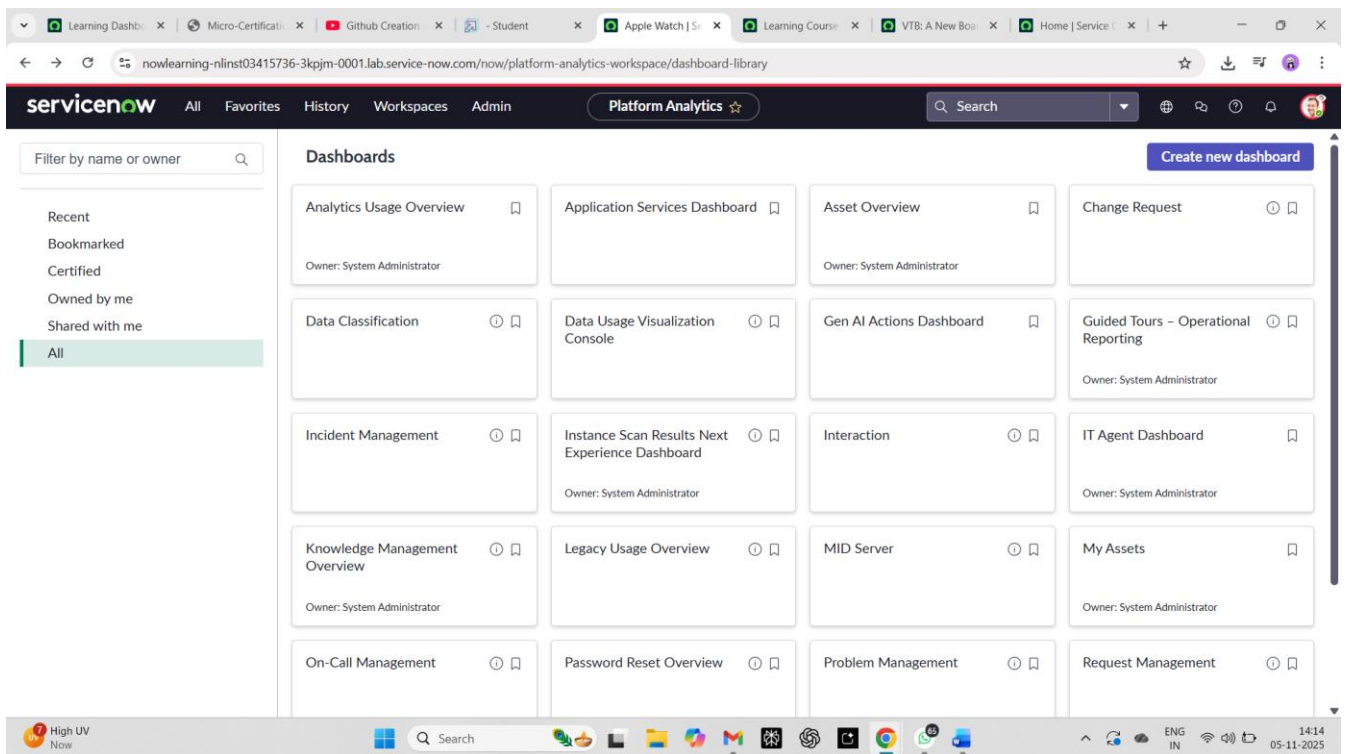 Learning Dashbo
Micro-Certificati
Github Creation
- Student
Apple Watch | Se
Learning Course
VTB: A New Boar
Home | Service C
nowlearning-nlinst03415736-3kpjm-0001.lab.service-now.com/now/platform-analytics-workspace/dashboard-library
servicenow All Favorites History Workspaces Admin Platform Analytics Search
Filter by name or owner
Recent
Bookmarked
Certified
Owned by me
Shared with me
All
Dashboards
Create new dashboard
Analytics Usage Overview
Owner: System Administrator
Application Services Dashboard
Asset Overview
Owner: System Administrator
Change Request
Data Classification
Data Usage Visualization
Console
Gen AI Actions Dashboard
Guided Tours – Operational
Reporting
Owner: System Administrator
Incident Management
Instance Scan Results Next
Experience Dashboard
Owner: System Administrator
Interaction
IT Agent Dashboard
Owner: System Administrator
Knowledge Management
Overview
Owner: System Administrator
Legacy Usage Overview
MID Server
My Assets
Owner: System Administrator
On-Call Management
Password Reset Overview
Problem Management
Request Management
7
High UV
Now
Search
65
ENG
IN
14:14
05-11-2025